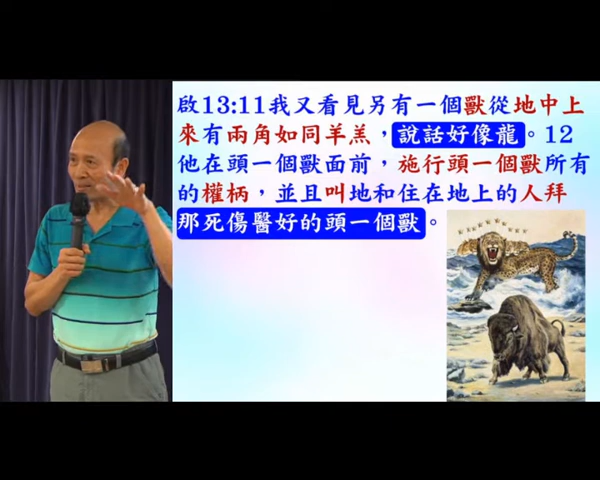 啟13:11我又看見另有一個獸從地中上
來有兩角如同羊羔，說話好像龍。12
他在頭一個獸面前，施行頭一個獸所有
的權柄，並且叫地和住在地上的人拜
那死傷醫好的頭一個獸。